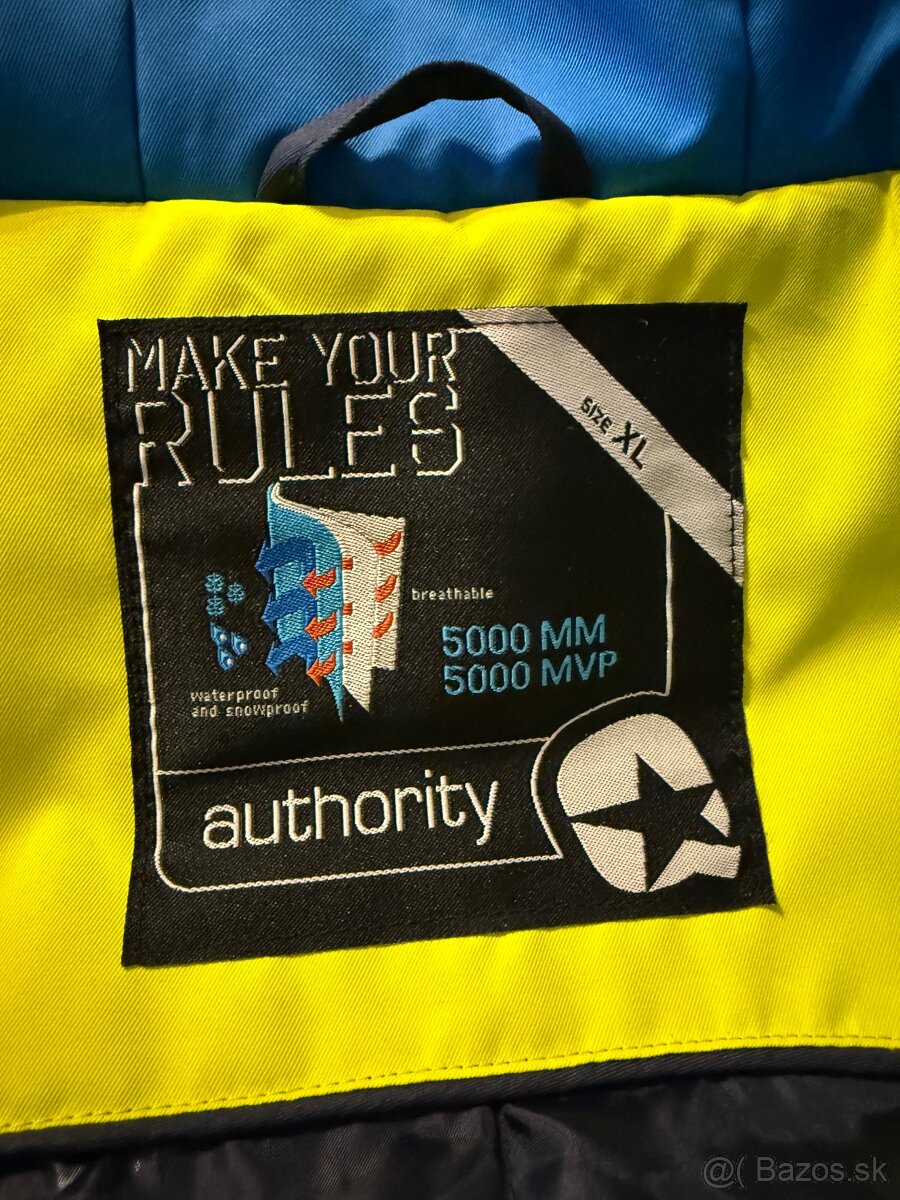 MAKE YOUR
RULES
SIZE XL
breathable
5000 MM
5000 MVP
waterproof
and snowproof
authority
@( Bazos.sk